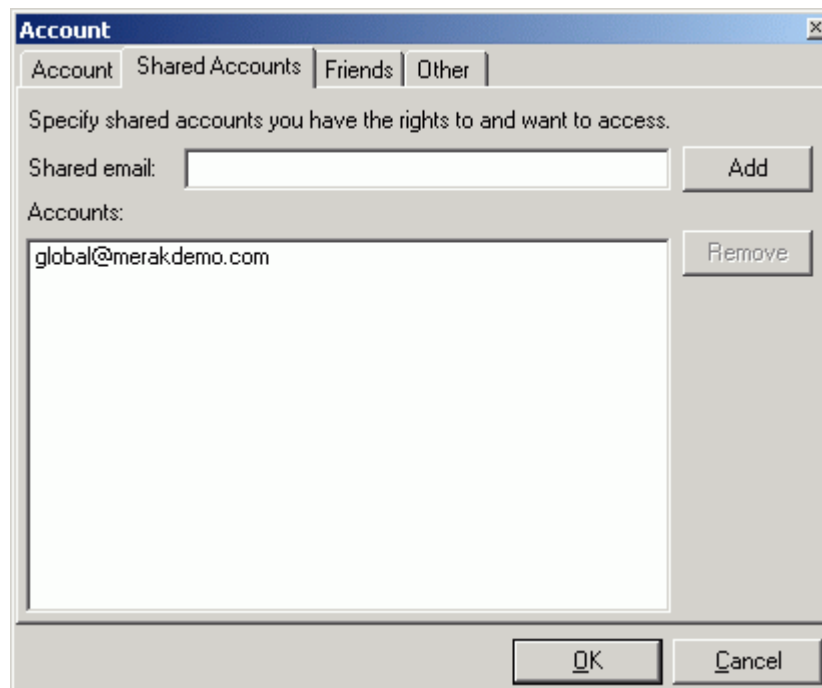 Account
Account Shared Accounts Friends Other
Specify shared accounts you have the rights to and want to access.
Shared email: Add
Accounts:
global@merakdemo.com
Remove
OK Cancel